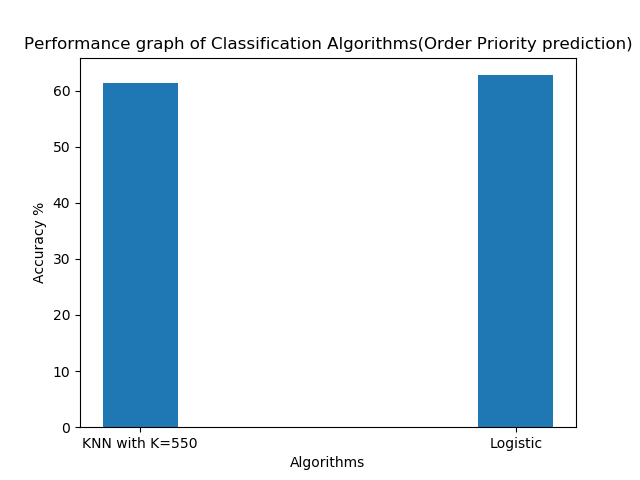 Performance graph of Classification Algorithms(Order Priority prediction)
60
50
40
30
20
10
0
Accuracy %
KNN with K=550
Logistic
Algorithms